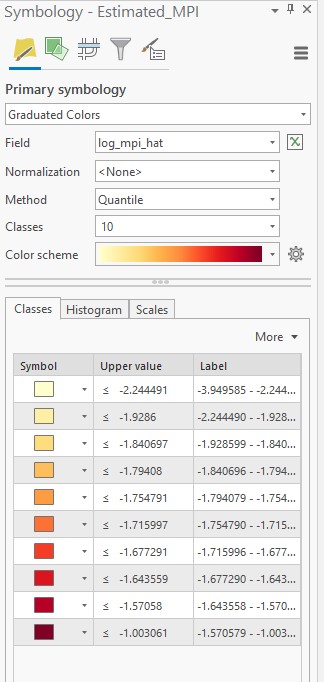 Symbology - Estimated_MPI
Primary symbology
Graduated Colors
Field log_mpi_hat
Normalization <None>
Method Quantile
Classes 10
Color scheme
Classes Histogram Scales
More
Symbol Upper value Label
≤ -2.244491 -3.949585 - -2.244...
≤ -1.9286 -2.244490 - -1.928...
≤ -1.840697 -1.928599 - -1.840...
≤ -1.79408 -1.840696 - -1.794...
≤ -1.754791 -1.794079 - -1.754...
≤ -1.715997 -1.754790 - -1.715...
≤ -1.677291 -1.715996 - -1.677...
≤ -1.643559 -1.677290 - -1.643...
≤ -1.57058 -1.643558 - -1.570...
≤ -1.003061 -1.570579 - -1.003...